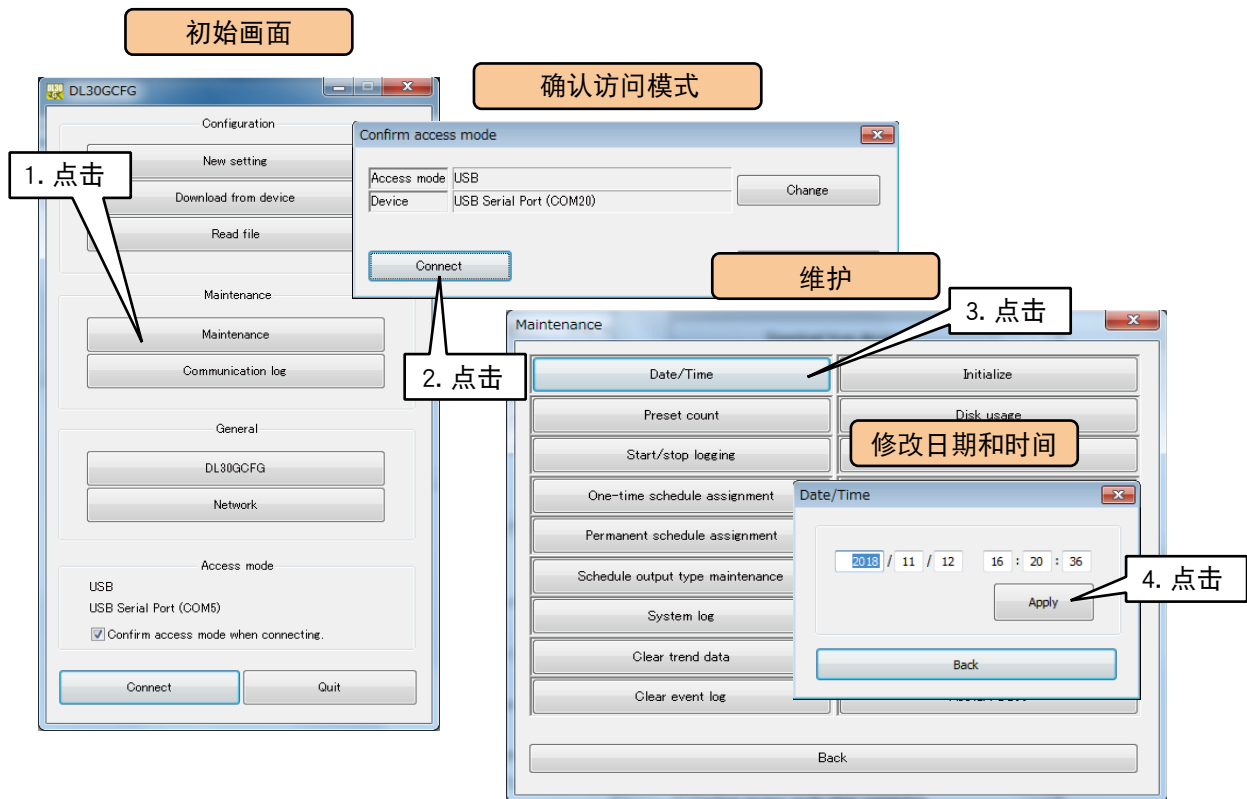 初始画面
DL30GCFG
Configuration
New setting
Download from device
Read file
1. 点击
Maintenance
Maintenance
Communication log
General
DL30GCFG
Network
Access mode
USB
USB Serial Port (COM5)
Confirm access mode when connecting.
Connect
Quit
确认访问模式
Confirm access mode
Access mode
USB
Device
USB Serial Port (COM20)
Change
Connect
2. 点击
维护
Maintenance
3. 点击
Date/Time
Initialize
Preset count
Disk usage
Start/stop logging
One-time schedule assignment
Permanent schedule assignment
Schedule output type maintenance
System log
Clear trend data
Clear event log
Back
修改日期和时间
Date/Time
2018 / 11 / 12 16 : 20 : 36
Apply
4. 点击
Back